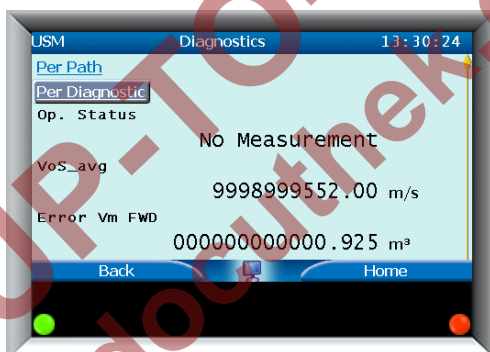 USM Diagnostics 13:30:24
Per Path
Per Diagnostic
Op. Status
No Measurement
VoS_avg
9998999552.00 m/s
Error Vm FWD
000000000000.925 m³
Back Home